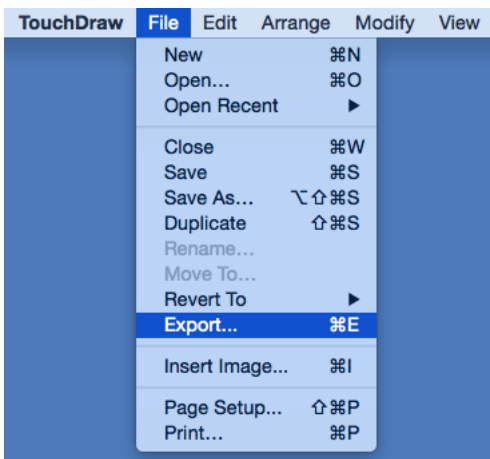 TouchDraw File Edit Arrange Modify View
New ⌘N
Open... ⌘O
Open Recent ▶
Close ⌘W
Save ⌘S
Save As... ⌥⇧⌘S
Duplicate ⇧⌘S
Rename...
Move To...
Revert To ▶
Export... ⌘E
Insert Image... ⌘I
Page Setup... ⇧⌘P
Print... ⌘P